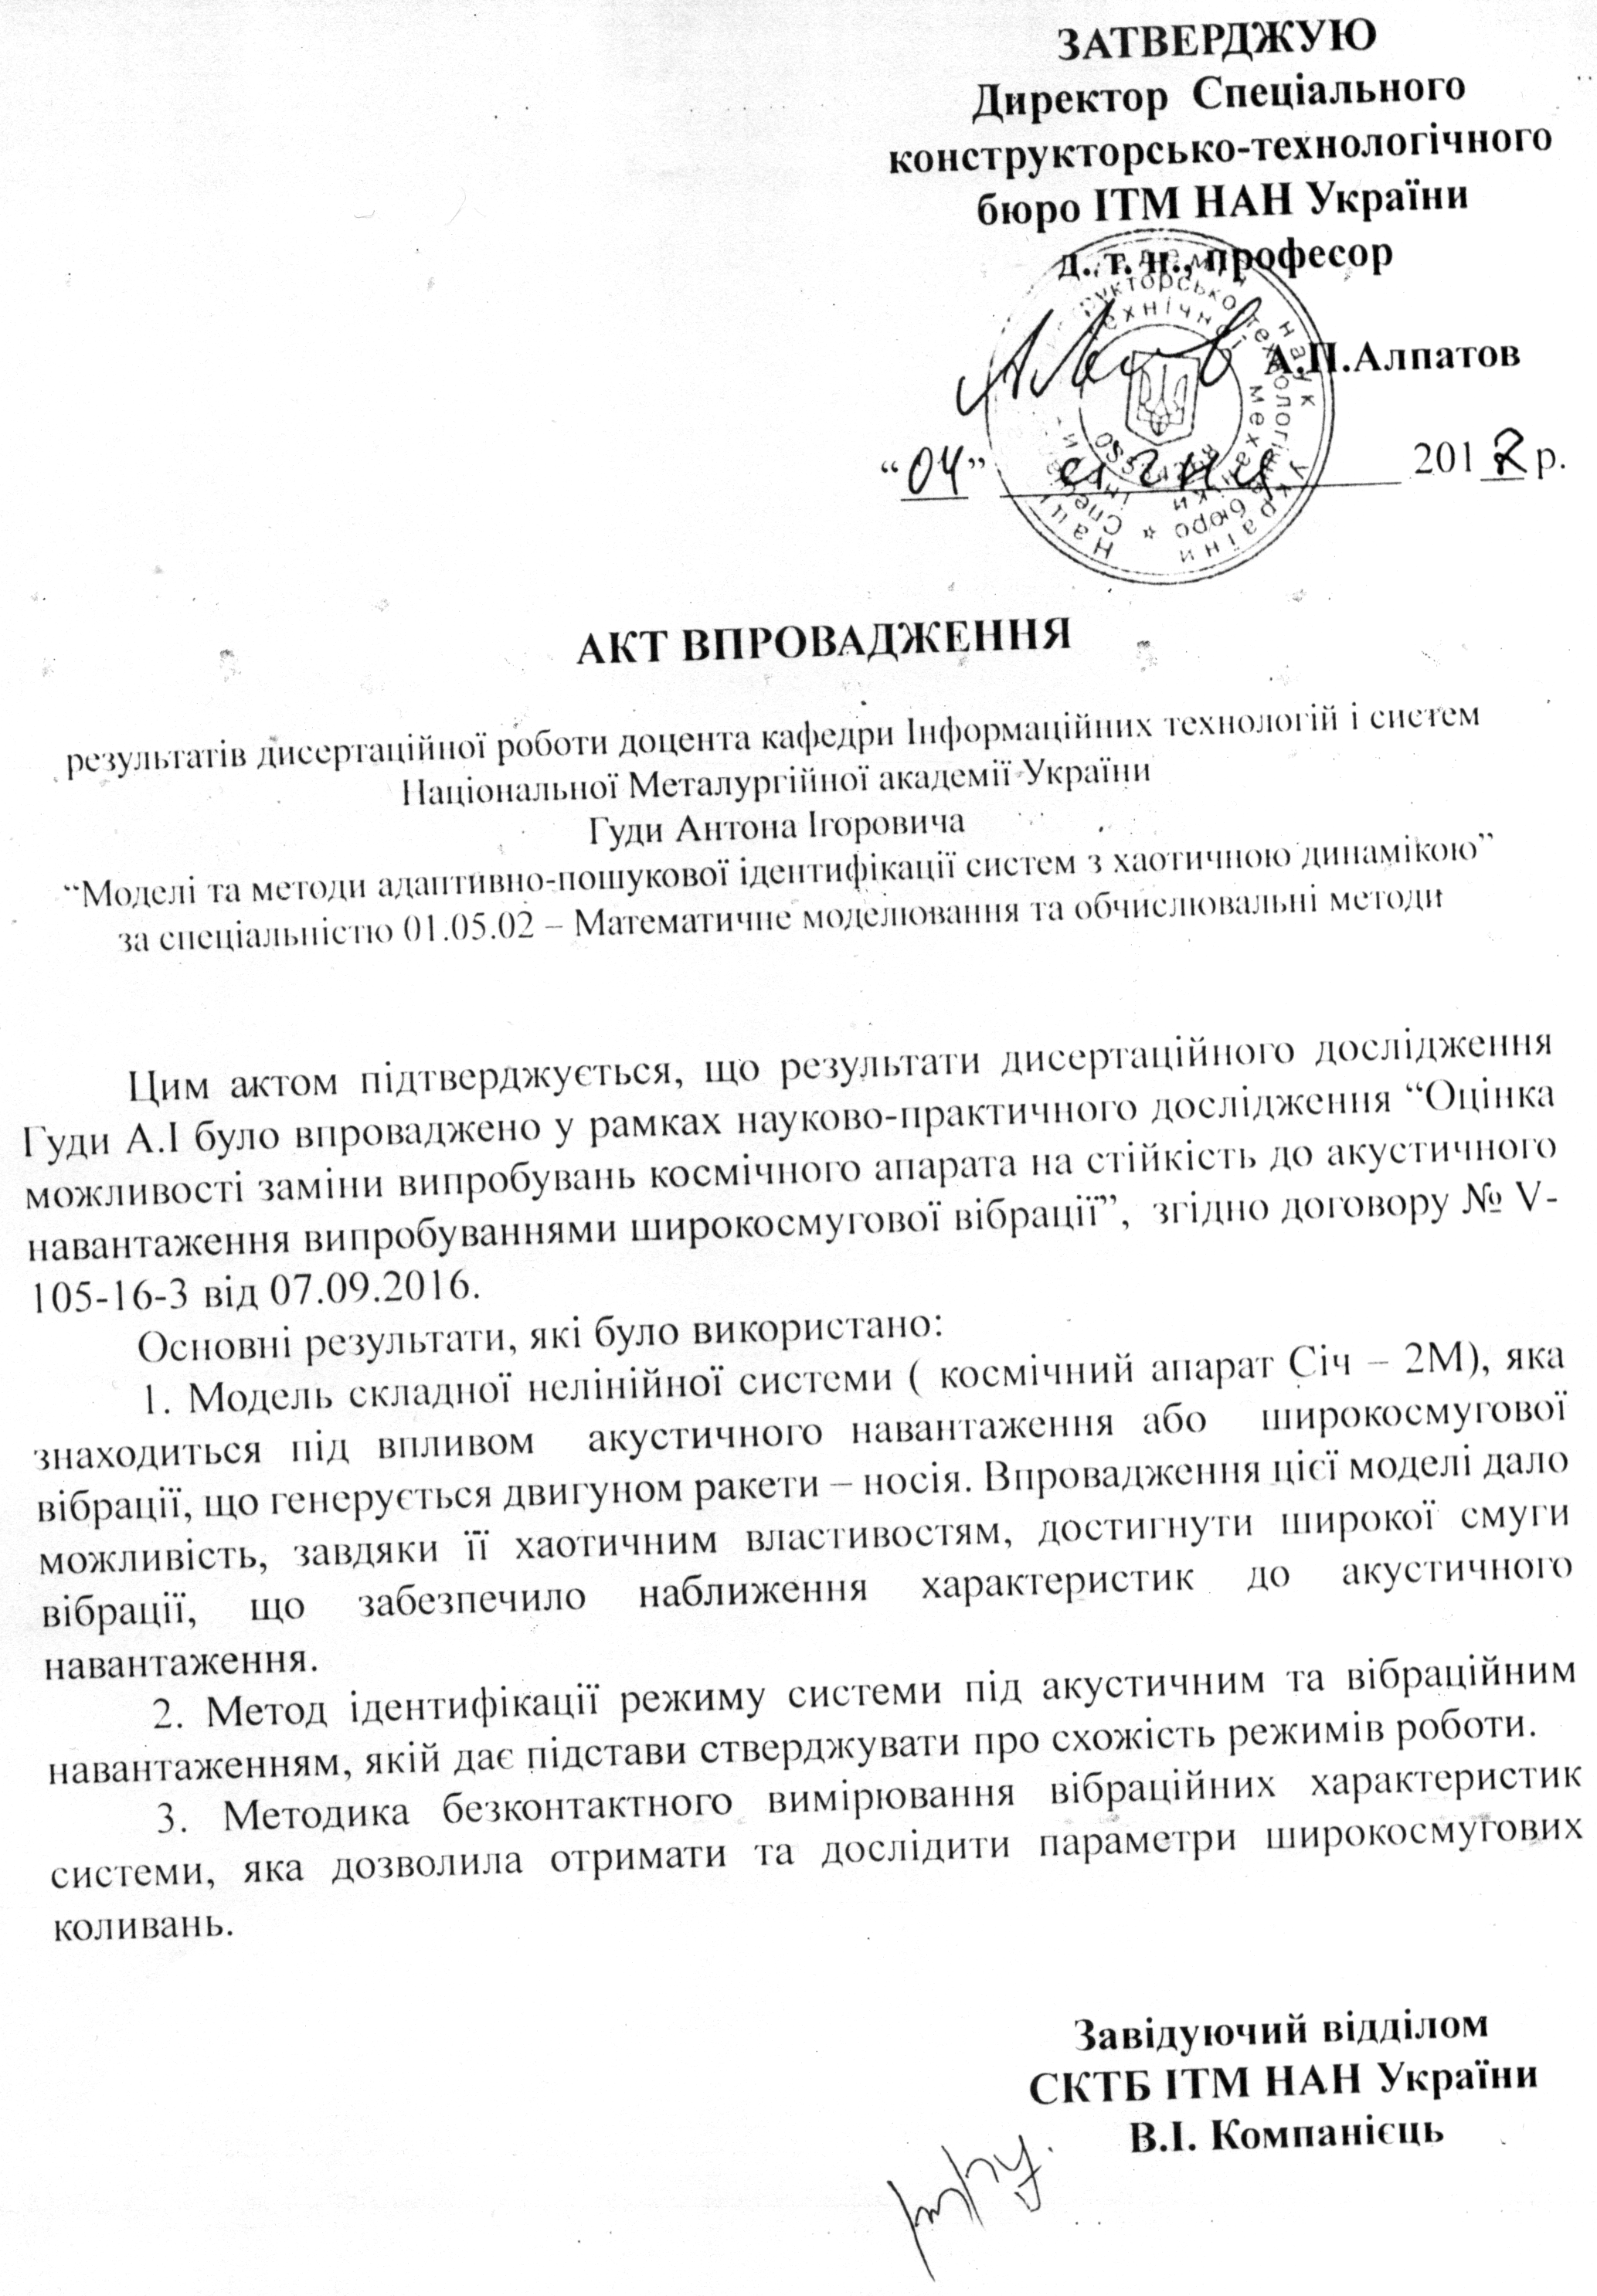 ЗАТВЕРДЖУЮ
Директор Спеціального
конструкторсько-технологічного
бюро ІТМ НАН України
д. т. н., професор
А.П.Алпатов
“04” січня 2017 р.
АКТ ВПРОВАДЖЕННЯ
результатів дисертаційної роботи доцента кафедри Інформаційних технологій і систем
Національної Металургійної академії України
Гуди Антона Ігоровича
“Моделі та методи адаптивно-пошукової ідентифікації систем з хаотичною динамікою”
за спеціальністю 01.05.02 – Математичне моделювання та обчислювальні методи
Цим актом підтверджується, що результати дисертаційного дослідження
Гуди А.І було впроваджено у рамках науково-практичного дослідження “Оцінка
можливості заміни випробувань космічного апарата на стійкість до акустичного
навантаження випробуваннями широкосмугової вібрації”, згідно договору № V-
105-16-3 від 07.09.2016.
Основні результати, які було використано:
1. Модель складної нелінійної системи ( космічний апарат Січ – 2М), яка
знаходиться під впливом акустичного навантаження або широкосмугової
вібрації, що генерується двигуном ракети – носія. Впровадження цієї моделі дало
можливість, завдяки її хаотичним властивостям, достигнути широкої смуги
вібрації, що забезпечило наближення характеристик до акустичного
навантаження.
2. Метод ідентифікації режиму системи під акустичним та вібраційним
навантаженням, якій дає підстави стверджувати про схожість режимів роботи.
3. Методика безконтактного вимірювання вібраційних характеристик
системи, яка дозволила отримати та дослідити параметри широкосмугових
коливань.
Завідуючий відділом
СКТБ ІТМ НАН України
В.І. Компанієць